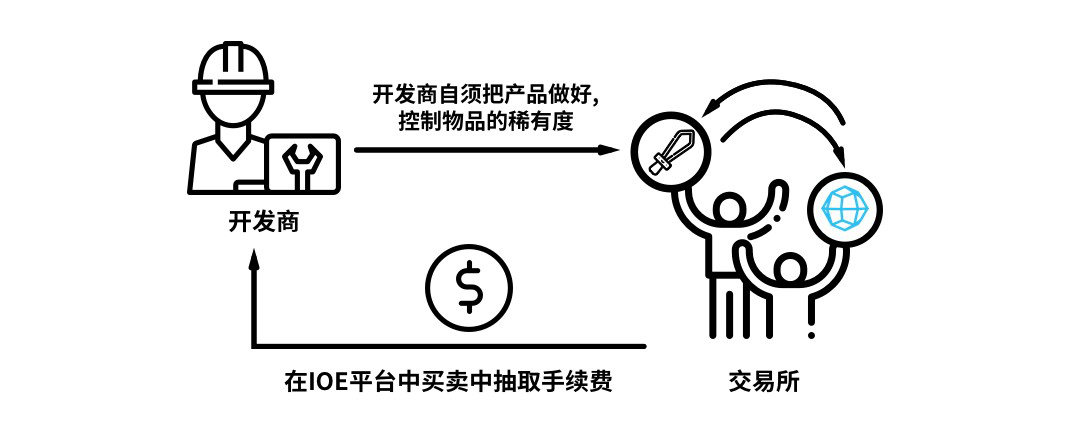 开发商自须把产品做好,
控制物品的稀有度
开发商
$
在IOE平台中买卖中抽取手续费
交易所